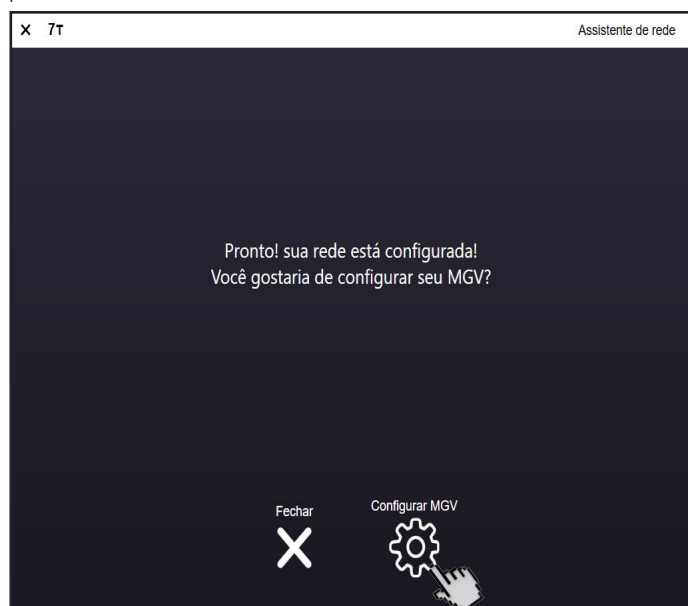 7T
Assistente de rede
Pronto! sua rede está configurada!
Você gostaria de configurar seu MGV?
Fechar
Configurar MGV